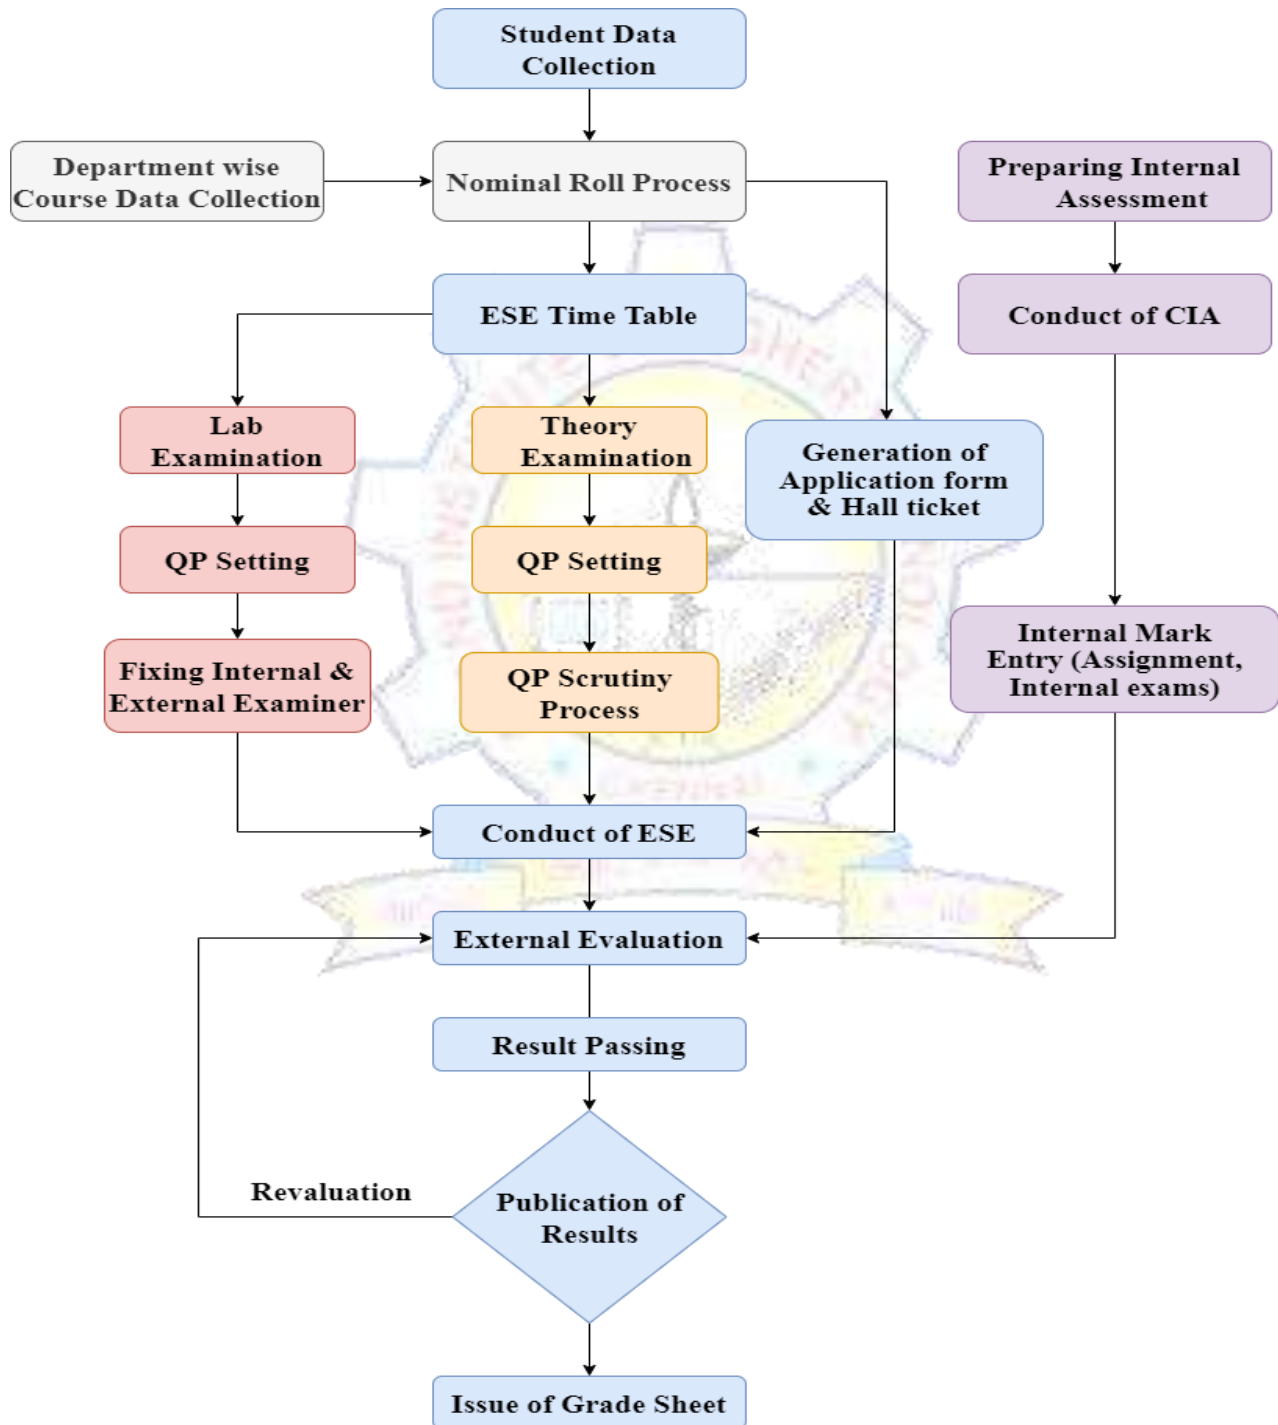 Student Data
Collection
Department wise
Course Data Collection
Nominal Roll Process
Preparing Internal
Assessment
ESE Time Table
Conduct of CIA
Lab
Examination
Theory
Examination
Generation of
Application form
& Hall ticket
QP Setting
QP Setting
Internal Mark
Entry (Assignment,
Internal exams)
Fixing Internal &
External Examiner
QP Scrutiny
Process
Conduct of ESE
External Evaluation
Result Passing
Revaluation
Publication of
Results
Issue of Grade Sheet